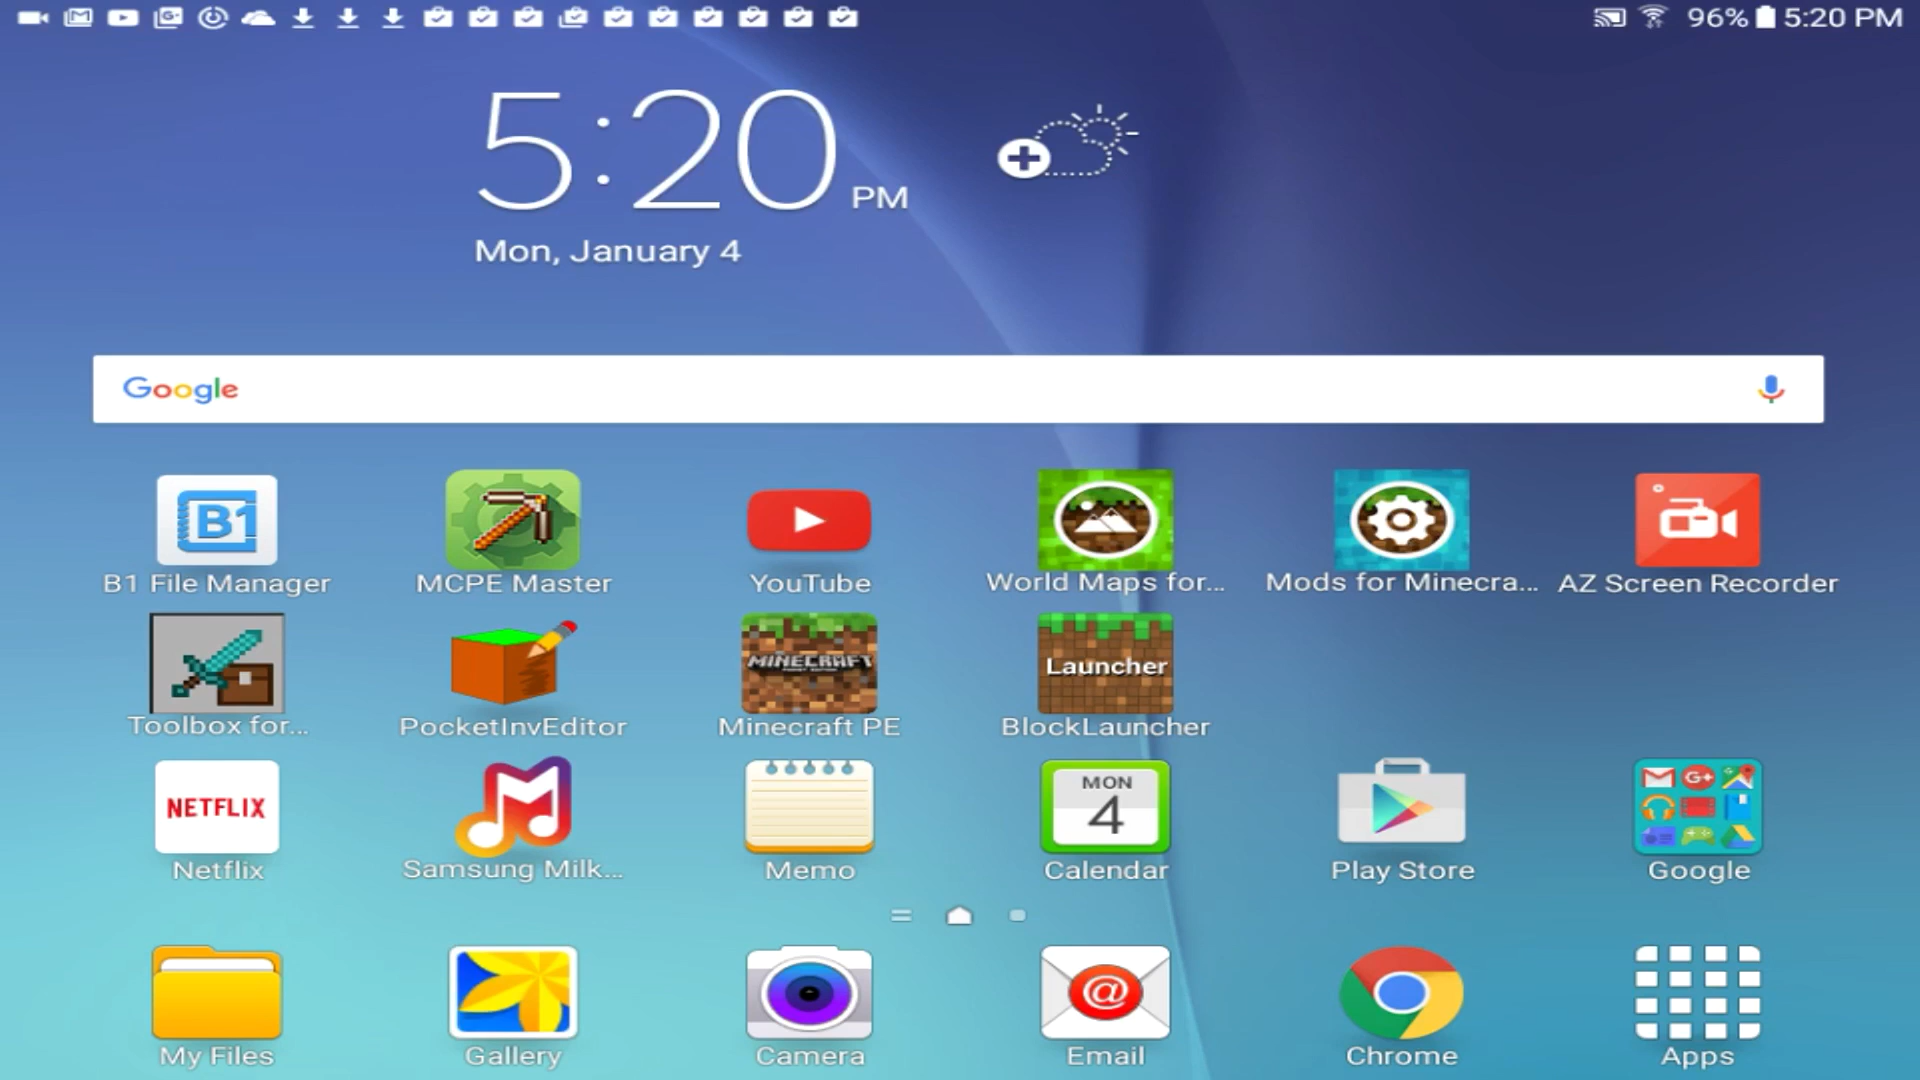 96% 5:20 PM
5:20 PM
Mon, January 4
Google
B1
B1 File Manager
MCPE Master
YouTube
World Maps for...
Mods for Minecra...
AZ Screen Recorder
MINECRAFT
Launcher
Toolbox for...
PocketInvEditor
Minecraft PE
BlockLauncher
NETFLIX
MON
4
G+
Netflix
Samsung Milk...
Memo
Calendar
Play Store
Google
@
My Files
Gallery
Camera
Email
Chrome
Apps